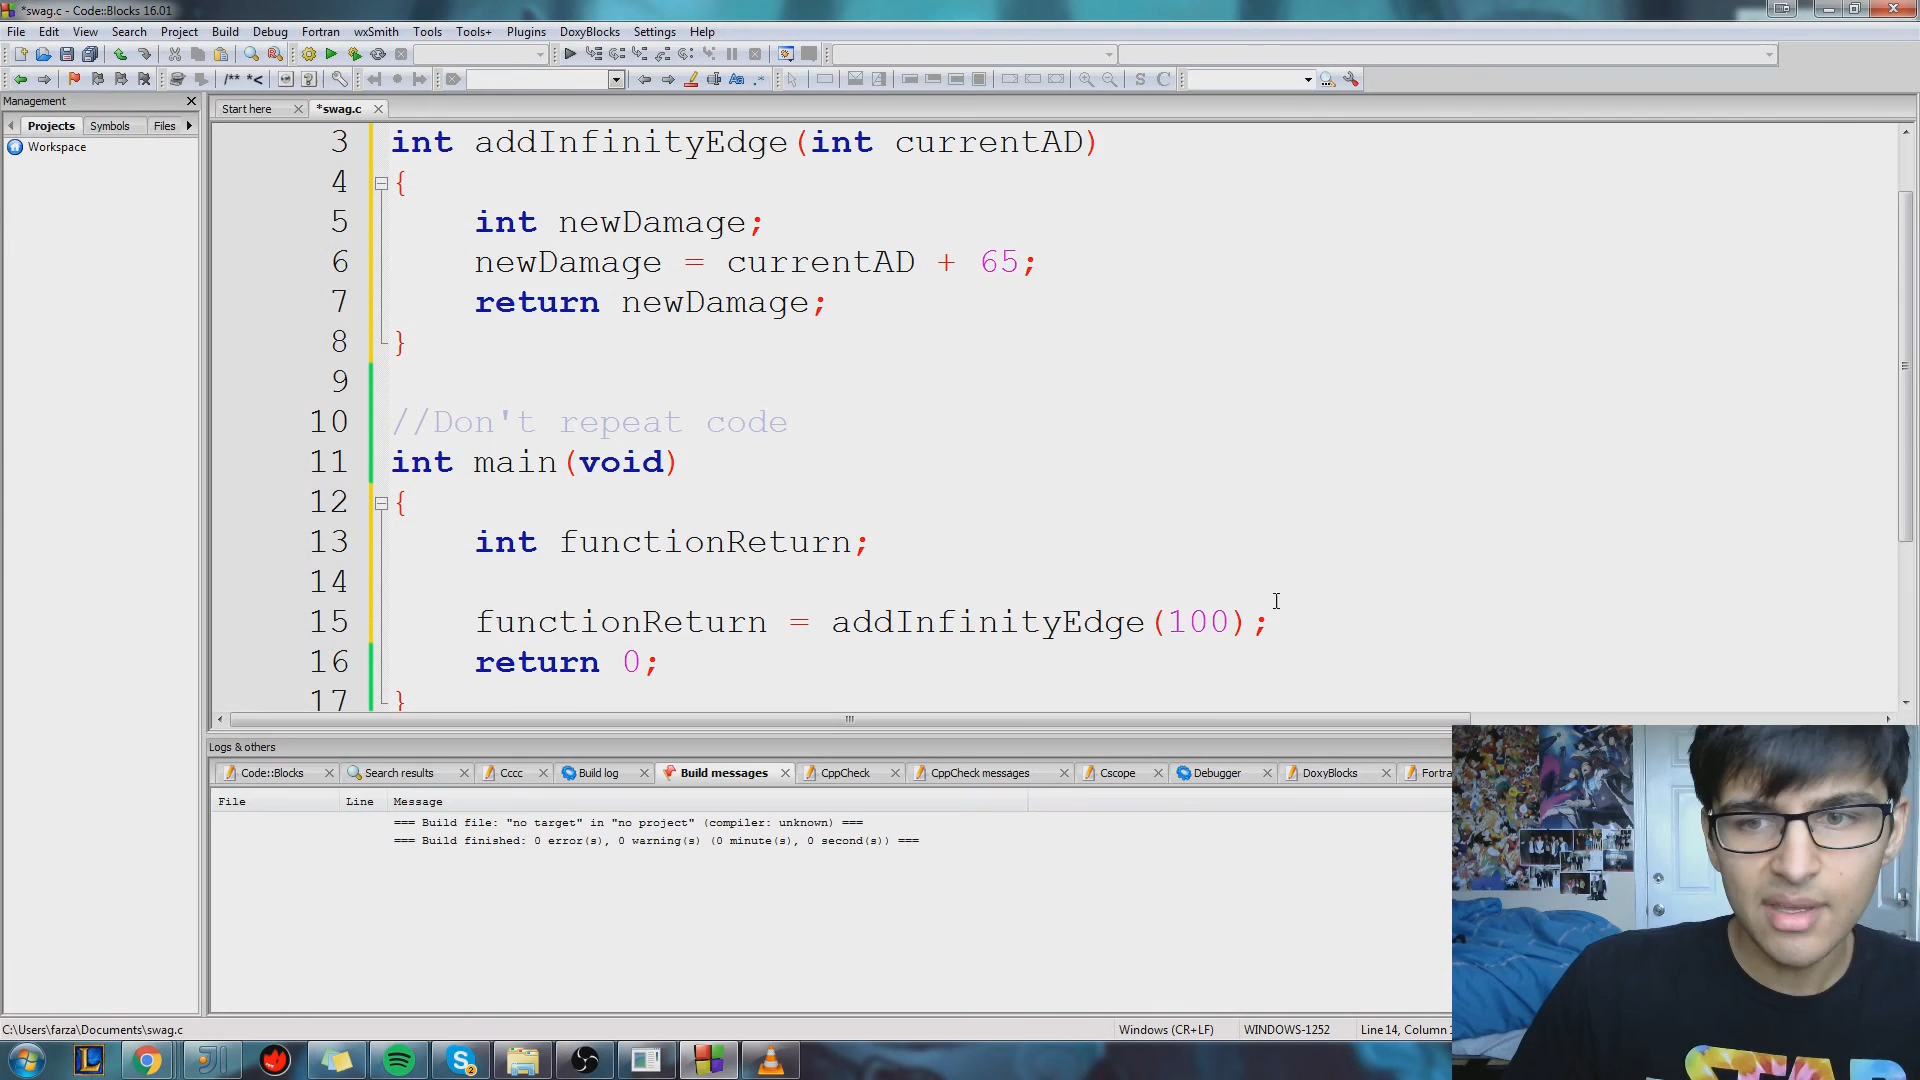 *swag.c - Code::Blocks 16.01
File Edit View Search Project Build Debug Fortran wxSmith Tools Tools+ Plugins DoxyBlocks Settings Help
/** *<
Management
Start here *swag.c
Projects Symbols Files
Workspace
3 int addInfinityEdge(int currentAD)
4 {
5 int newDamage;
6 newDamage = currentAD + 65;
7 return newDamage;
8 }
9
10 //Don't repeat code
11 int main(void)
12 {
13 int functionReturn;
14
15 functionReturn = addInfinityEdge(100);
16 return 0;
17 }
Logs & others
Code::Blocks Search results Cccc Build log Build messages CppCheck CppCheck messages Cscope Debugger DoxyBlocks Fortra
File Line Message
=== Build file: "no target" in "no project" (compiler: unknown) ===
=== Build finished: 0 error(s), 0 warning(s) (0 minute(s), 0 second(s)) ===
C:\Users\farza\Documents\swag.c Windows (CR+LF) WINDOWS-1252 Line 14, Column